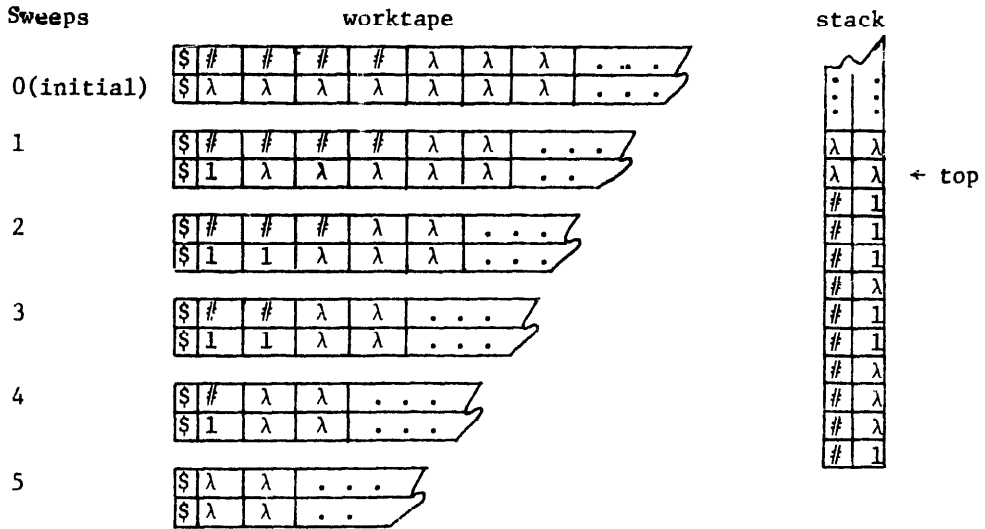 Sweeps worktape stack
$ # # # # λ λ λ . . .
0(initial) $ λ λ λ λ λ λ λ . . .
1 $ # # # # λ λ . . .
$ 1 λ λ λ λ λ . .
2 $ # # # λ λ . . .
$ 1 1 λ λ λ . . .
3 $ # # λ λ . . .
$ 1 1 λ λ . . .
4 $ # λ λ . . .
$ 1 λ λ . . .
5 $ λ λ . . .
$ λ λ . .
: :
λ λ
λ λ ← top
# 1
# 1
# 1
# λ
# 1
# 1
# λ
# λ
# λ
# 1